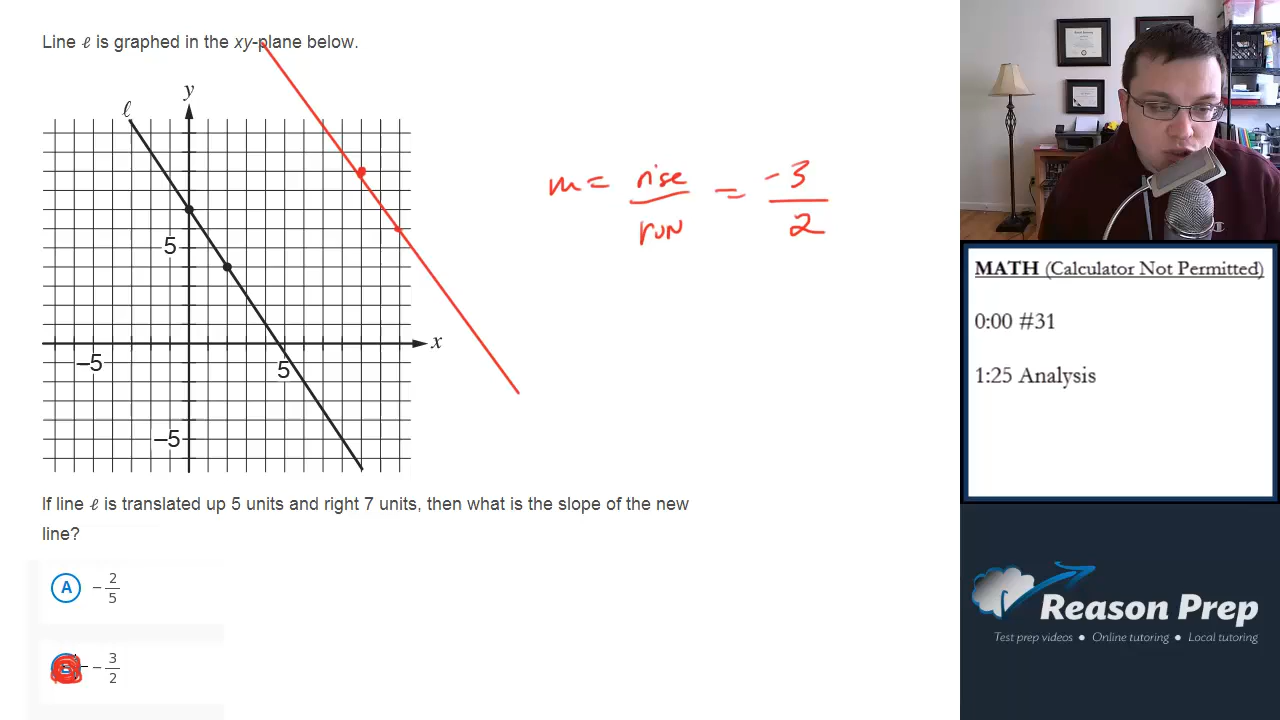 Line ℓ is graphed in the xy-plane below.
ℓ
y
5
x
−5
5
−5
m = rise/run = -3/2
If line ℓ is translated up 5 units and right 7 units, then what is the slope of the new
line?
A −2/5
−3/2
MATH (Calculator Not Permitted)
0:00 #31
1:25 Analysis
Reason Prep
Test prep videos ● Online tutoring ● Local tutoring